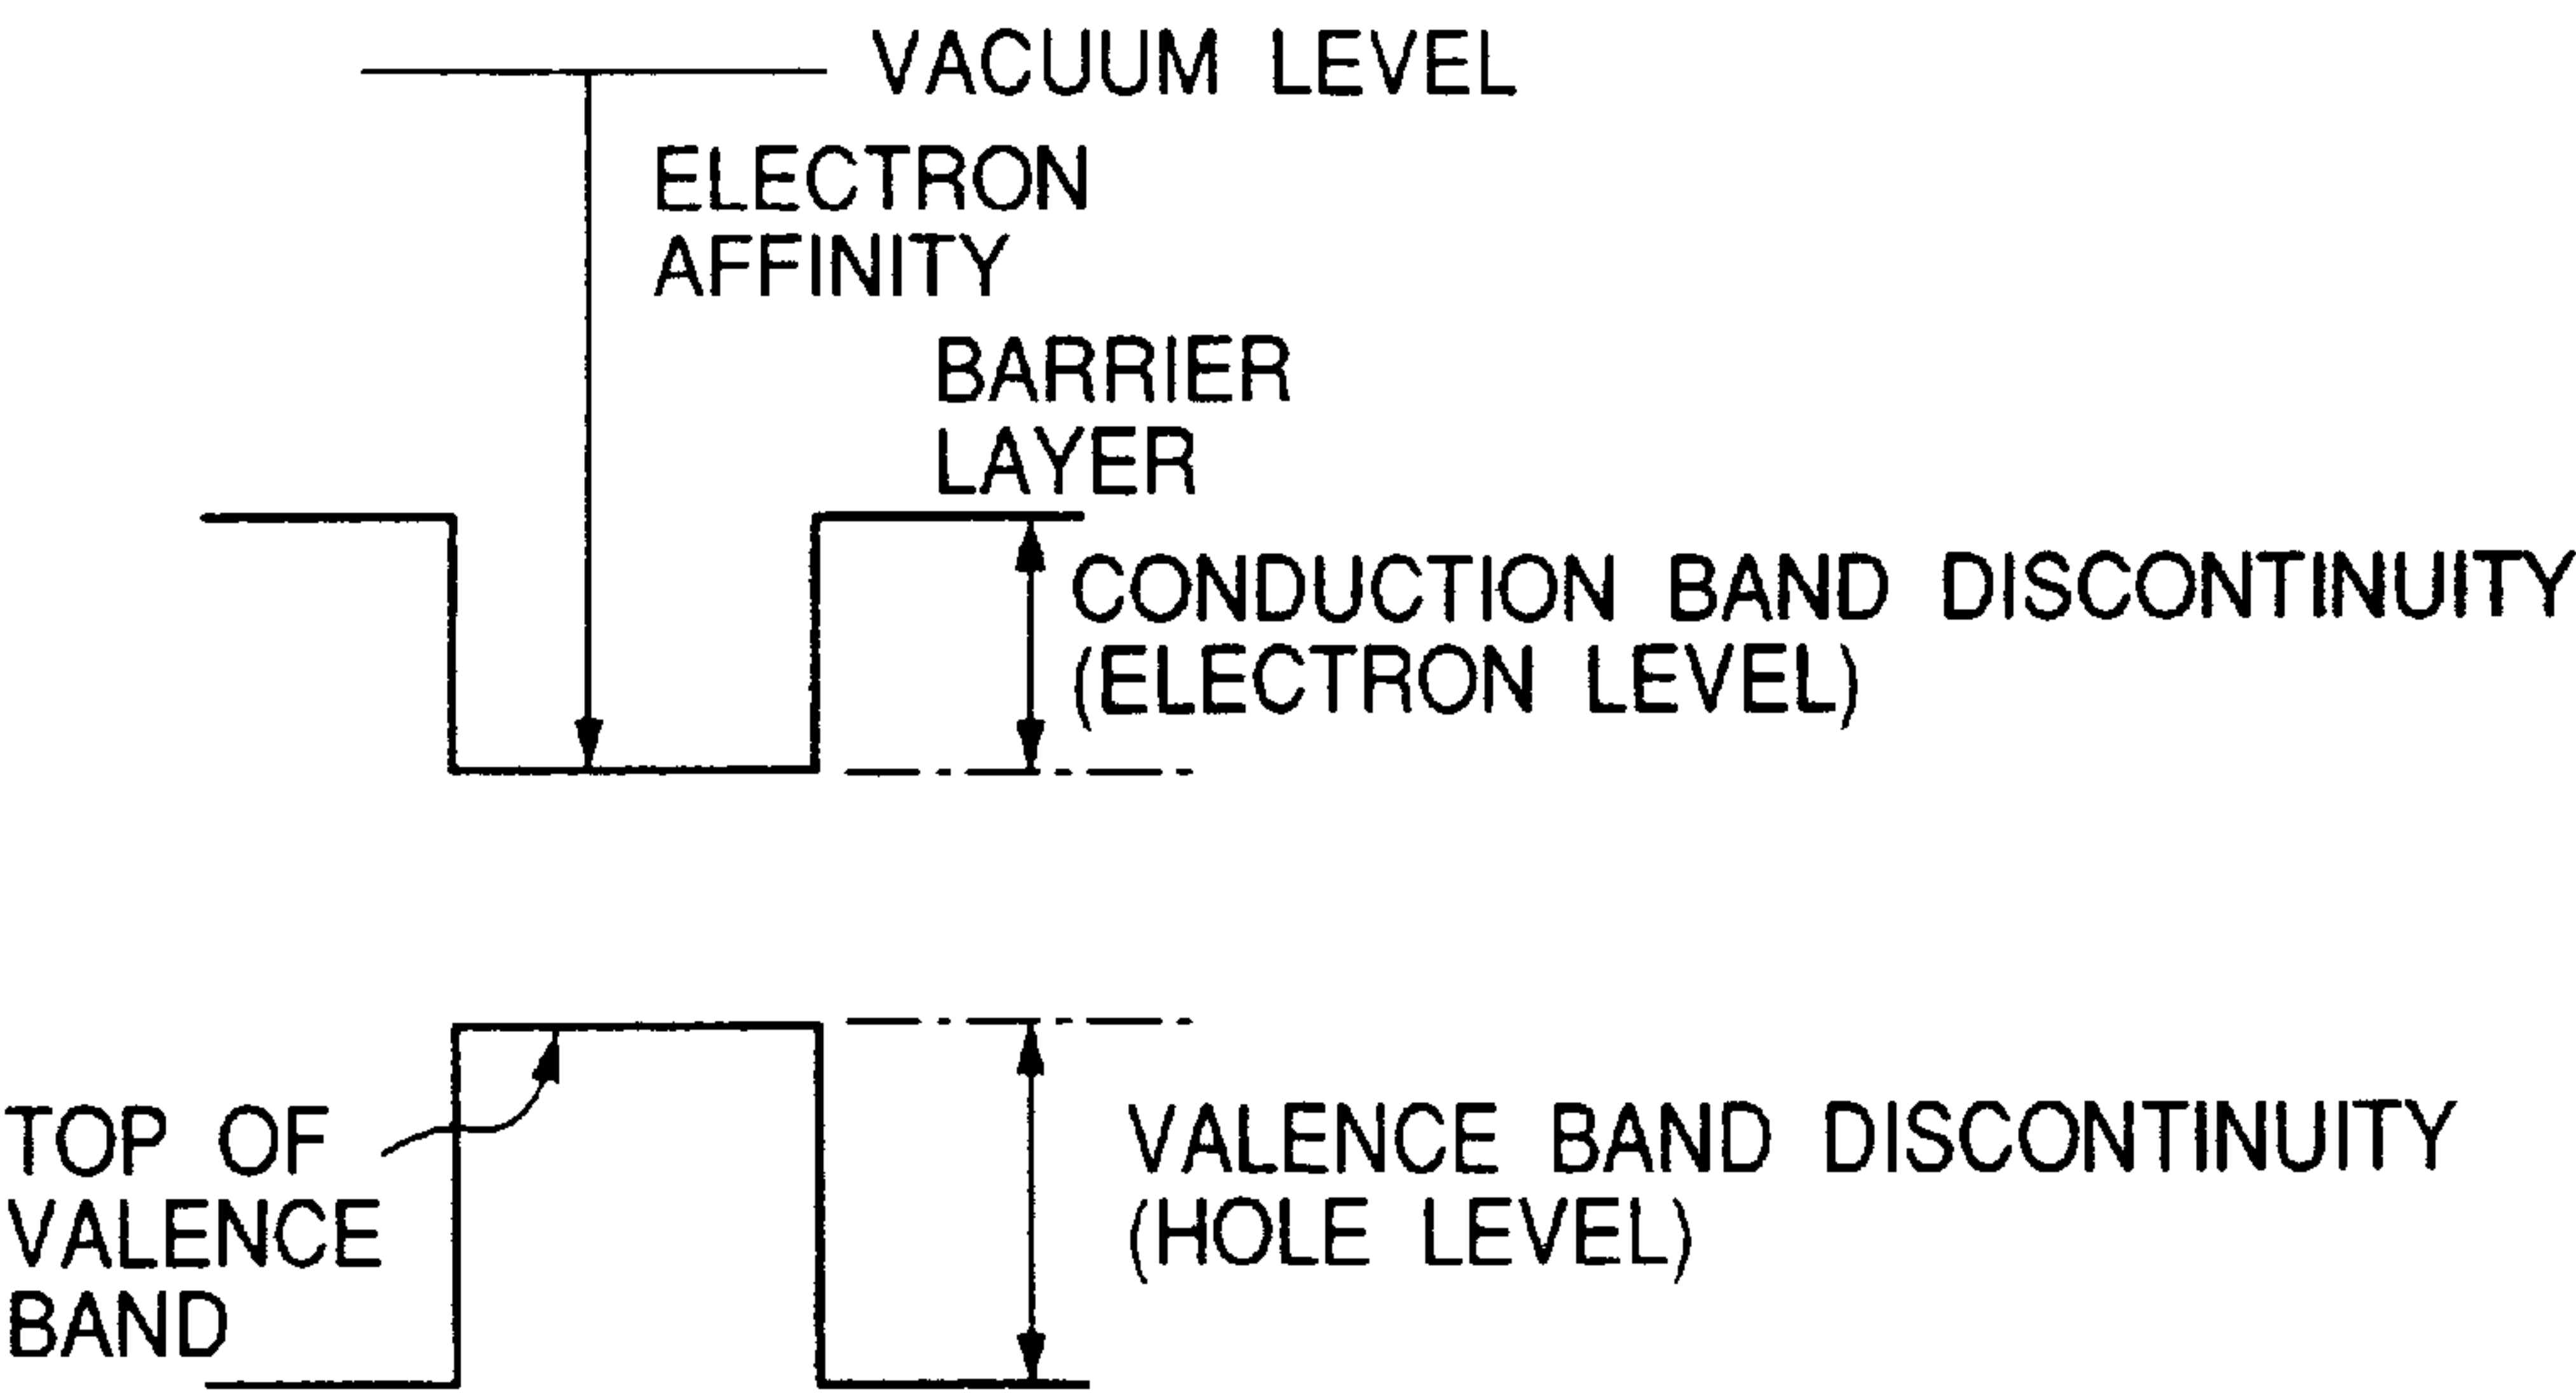 VACUUM LEVEL
ELECTRON
AFFINITY
BARRIER
LAYER
CONDUCTION BAND DISCONTINUITY
(ELECTRON LEVEL)
TOP OF
VALENCE
BAND
VALENCE BAND DISCONTINUITY
(HOLE LEVEL)